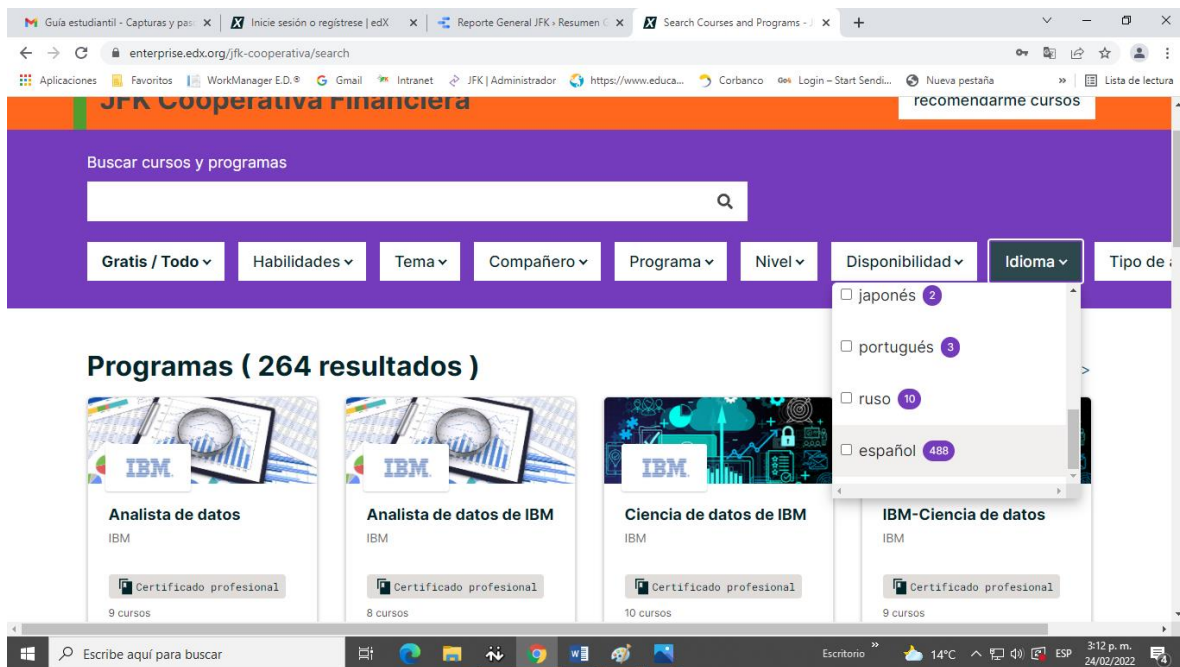 Guía estudiantil - Capturas y pas
Inicie sesión o regístrese | edX
Reporte General JFK › Resumen G
Search Courses and Programs - J
enterprise.edx.org/jfk-cooperativa/search
Aplicaciones Favoritos WorkManager E.D.® Gmail Intranet JFK | Administrador https://www.educa... Corbanco Login – Start Sendi... Nueva pestaña » Lista de lectura
JFK Cooperativa Financiera
recomendarme cursos
Buscar cursos y programas
Gratis / Todo Habilidades Tema Compañero Programa Nivel Disponibilidad Idioma Tipo de
japonés 2
portugués 3
ruso 10
español 488
Programas ( 264 resultados )
>
IBM IBM IBM
Analista de datos Analista de datos de IBM Ciencia de datos de IBM IBM-Ciencia de datos
IBM IBM IBM IBM
Certificado profesional Certificado profesional Certificado profesional Certificado profesional
9 cursos 8 cursos 10 cursos 9 cursos
Escribe aquí para buscar
Escritorio » 14°C ESP 3:12 p. m.
24/02/2022 4